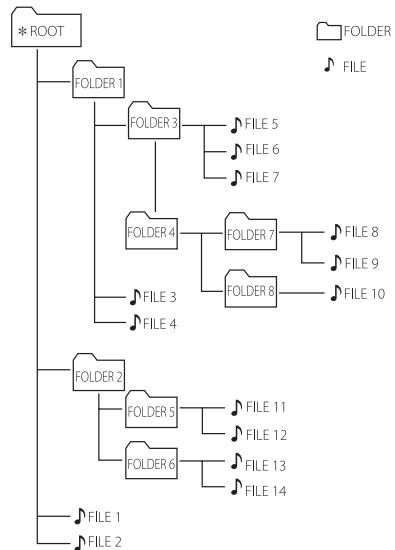 * ROOT
FOLDER
FILE
FOLDER 1
FOLDER 3
FILE 5
FILE 6
FILE 7
FOLDER 4
FOLDER 7
FILE 8
FILE 9
FOLDER 8
FILE 10
FILE 3
FILE 4
FOLDER 2
FOLDER 5
FILE 11
FILE 12
FOLDER 6
FILE 13
FILE 14
FILE 1
FILE 2